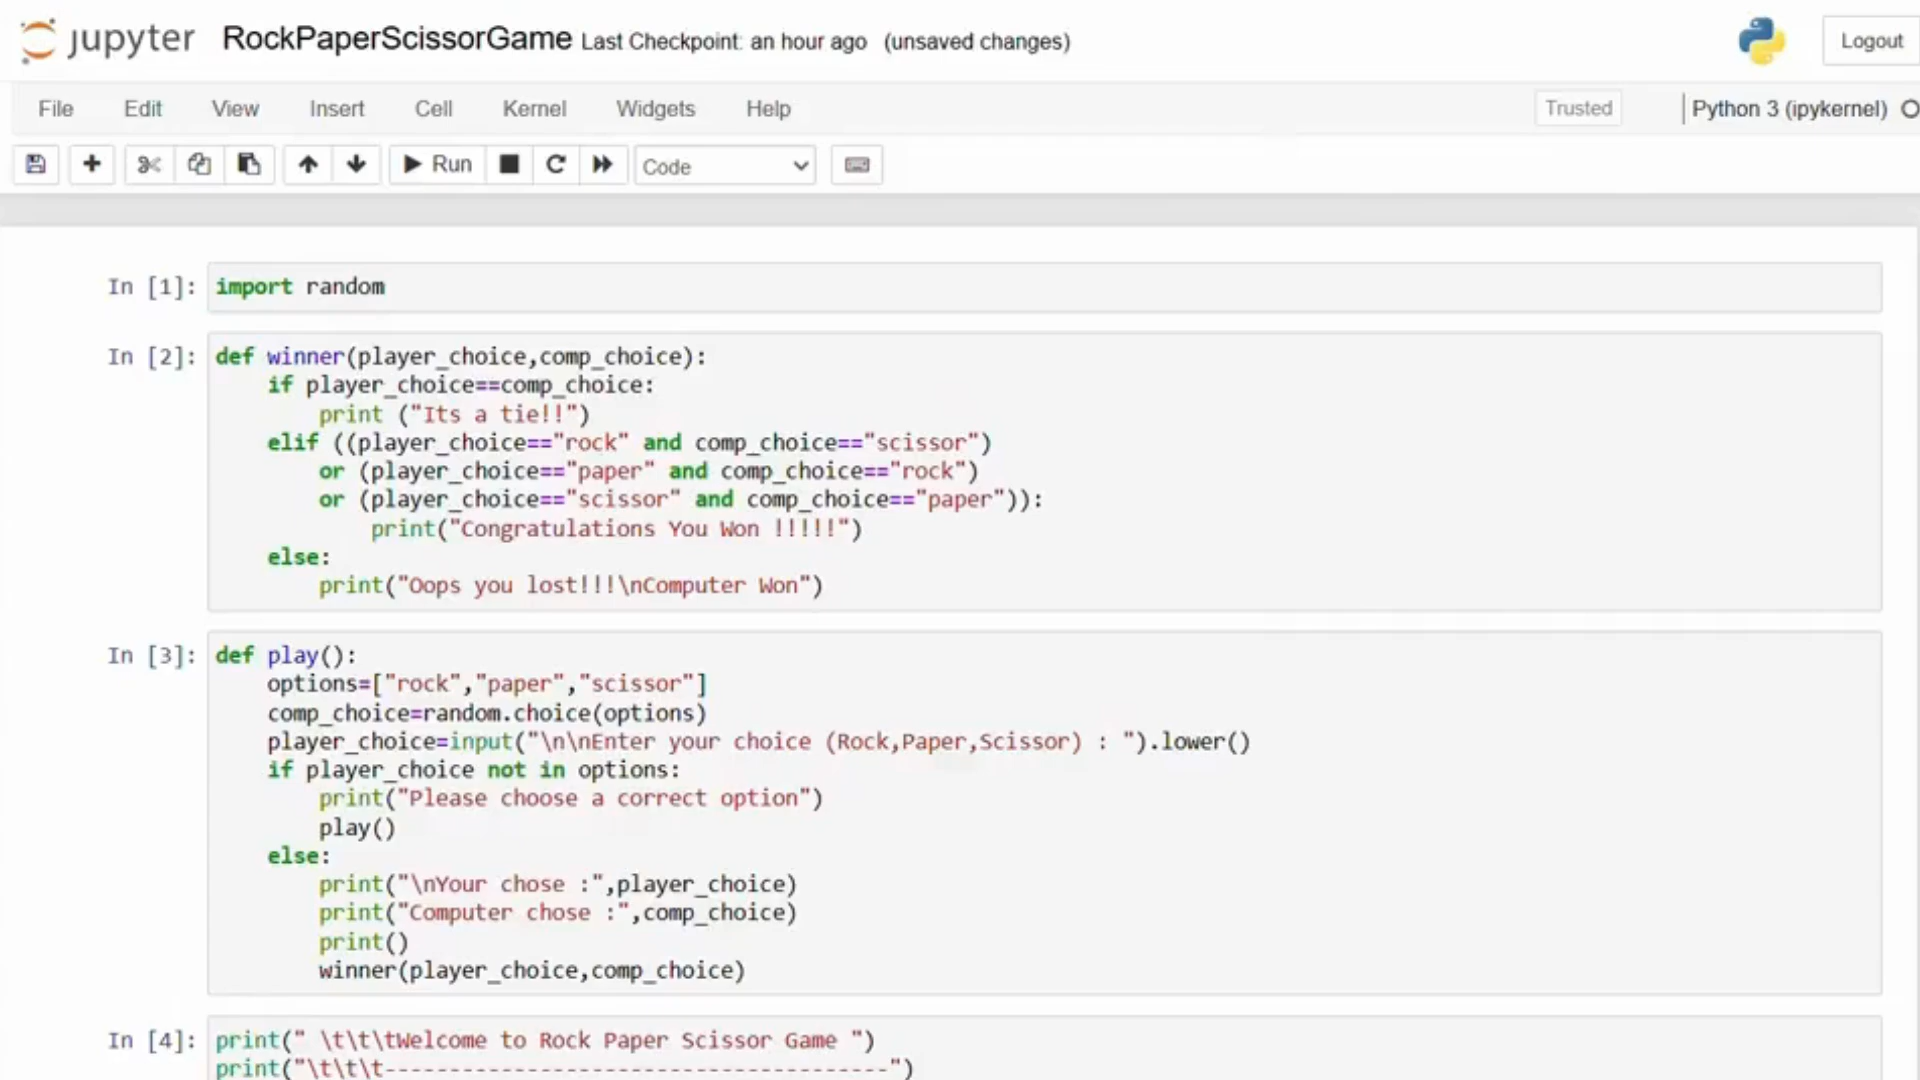 jupyter RockPaperScissorGame Last Checkpoint: an hour ago (unsaved changes) Logout
File Edit View Insert Cell Kernel Widgets Help Trusted Python 3 (ipykernel)
Run Code
In [1]: import random
In [2]: def winner(player_choice,comp_choice):
    if player_choice==comp_choice:
        print ("Its a tie!!")
    elif ((player_choice=="rock" and comp_choice=="scissor")
        or (player_choice=="paper" and comp_choice=="rock")
        or (player_choice=="scissor" and comp_choice=="paper")):
            print("Congratulations You Won !!!!!")
    else:
        print("Oops you lost!!!\nComputer Won")
In [3]: def play():
    options=["rock","paper","scissor"]
    comp_choice=random.choice(options)
    player_choice=input("\n\nEnter your choice (Rock,Paper,Scissor) : ").lower()
    if player_choice not in options:
        print("Please choose a correct option")
        play()
    else:
        print("\nYour chose :",player_choice)
        print("Computer chose :",comp_choice)
        print()
        winner(player_choice,comp_choice)
In [4]: print(" \t\t\tWelcome to Rock Paper Scissor Game ")
print("\t\t\t---------------------------------------")